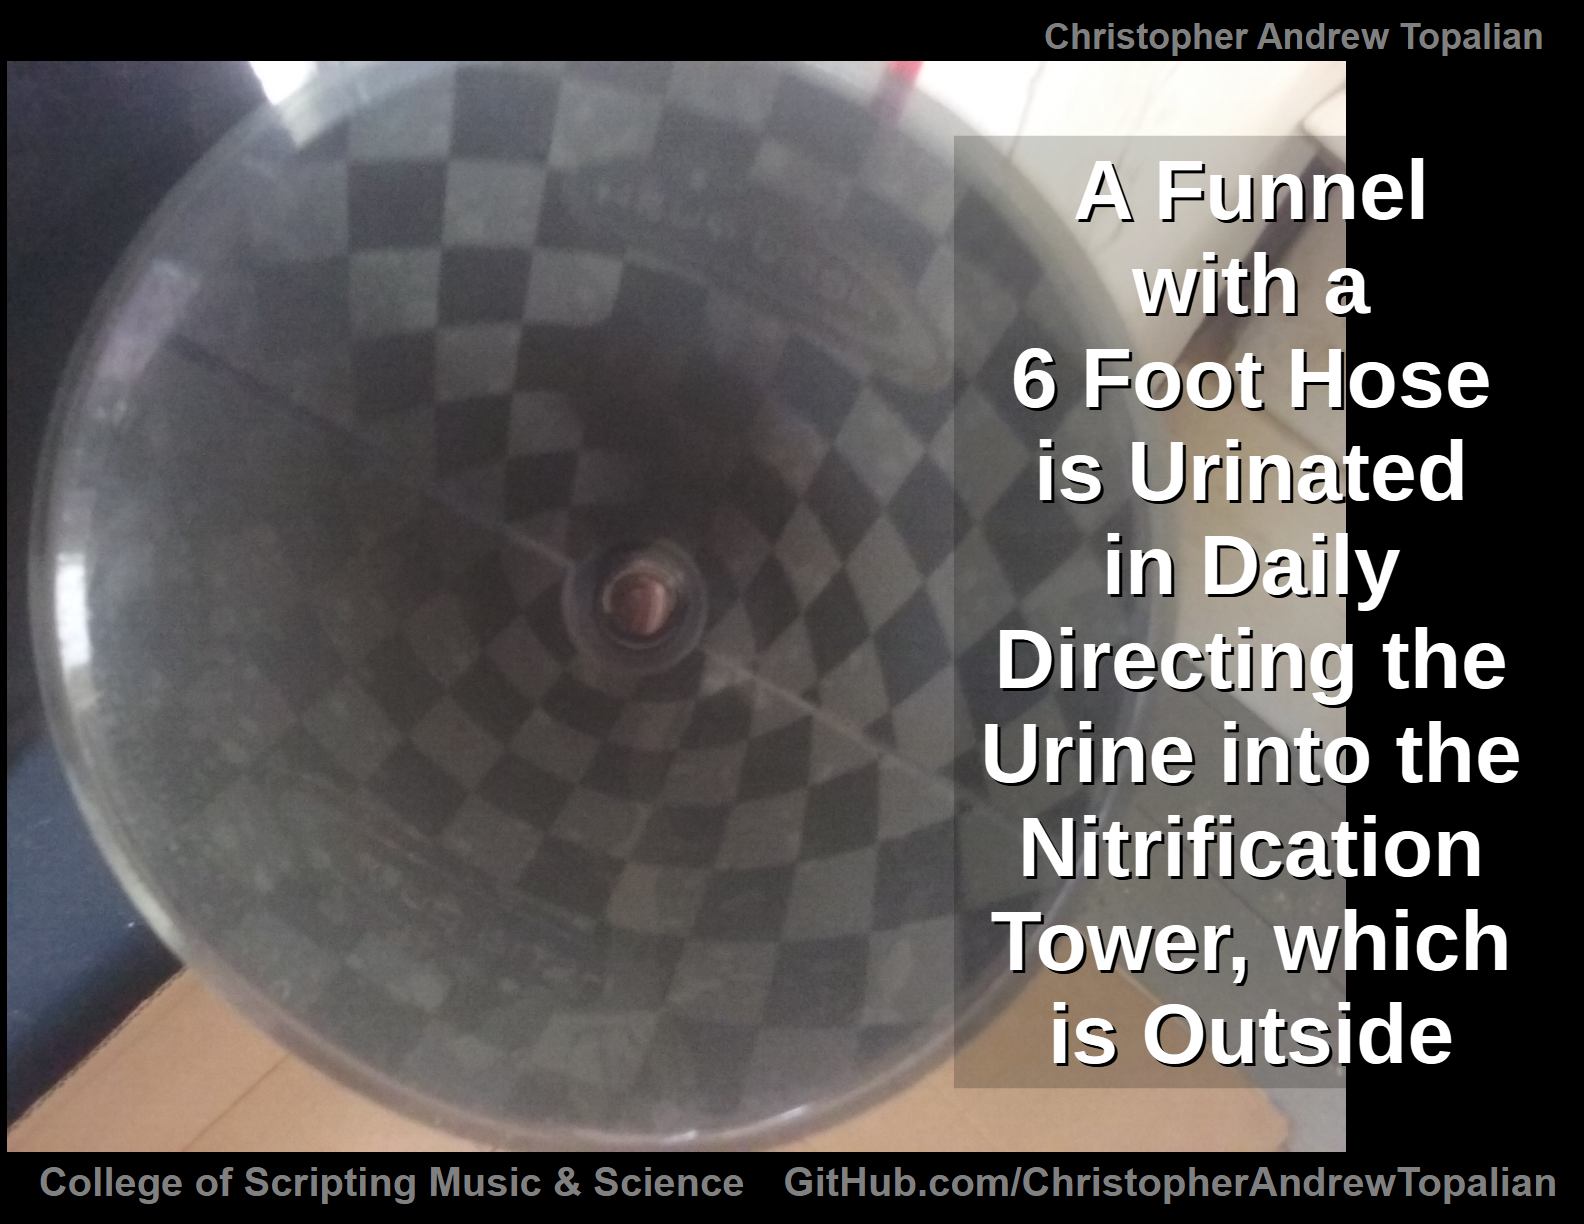 Christopher Andrew Topalian
A Funnel
with a
6 Foot Hose
is Urinated
in Daily
Directing the
Urine into the
Nitrification
Tower, which
is Outside
College of Scripting Music & Science GitHub.com/ChristopherAndrewTopalian